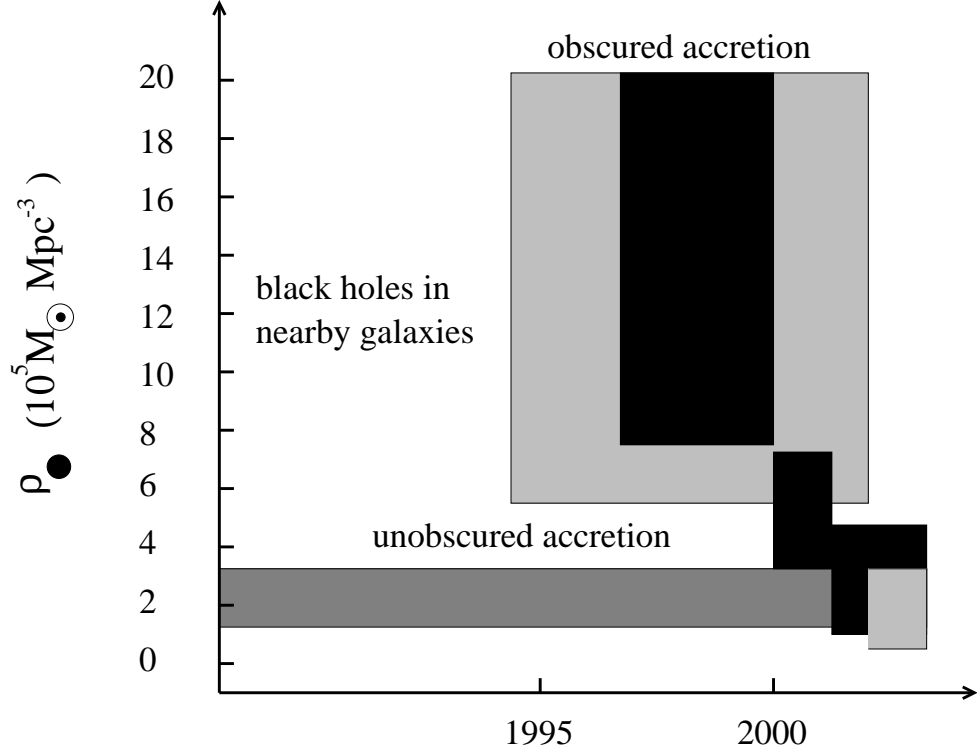 obscured accretion
20
18
16
14
12
10
8
6
4
2
0
ρ● (10⁵M☉ Mpc⁻³ )
black holes in
nearby galaxies
unobscured accretion
1995 2000